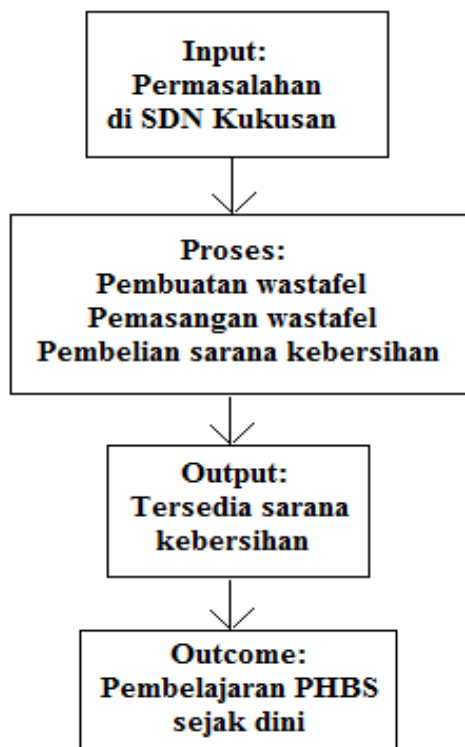 Input:
Permasalahan
di SDN Kukusan
Proses:
Pembuatan wastafel
Pemasangan wastafel
Pembelian sarana kebersihan
Output:
Tersedia sarana
kebersihan
Outcome:
Pembelajaran PHBS
sejak dini